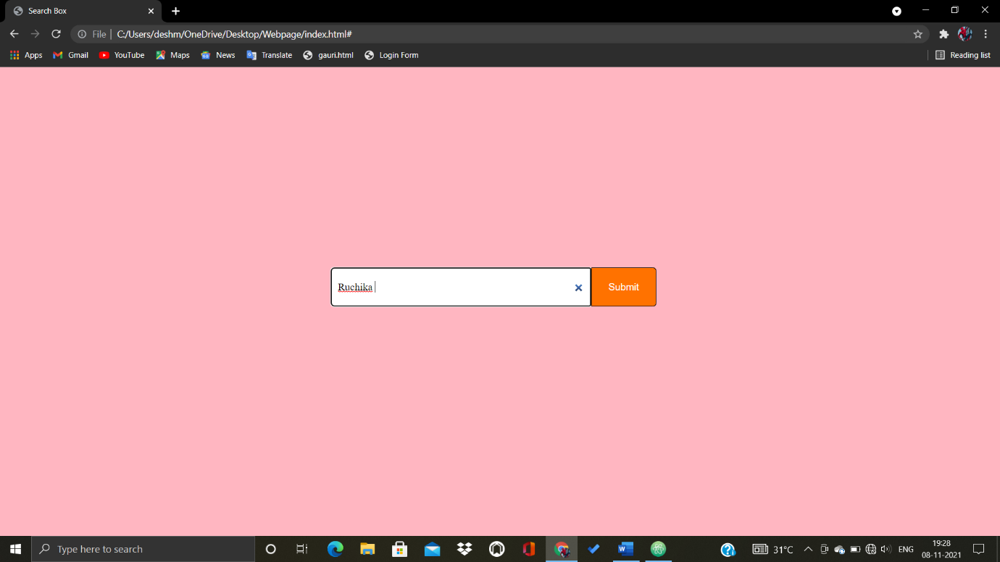 Search Box
File C:/Users/deshm/OneDrive/Desktop/Webpage/index.html#
Apps Gmail YouTube Maps News Translate gauri.html Login Form Reading list
Ruchika Submit
Type here to search 31°C ENG 19:28
08-11-2021